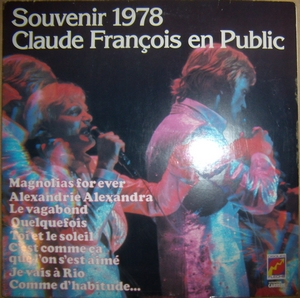 Souvenir 1978
Claude François en Public
Magnolias for ever
Alexandrie Alexandra
Le vagabond
Quelquefois
Toi et le soleil
C'est comme ça
que l'on s'est aimé
Je vais à Rio
Comme d'habitude...